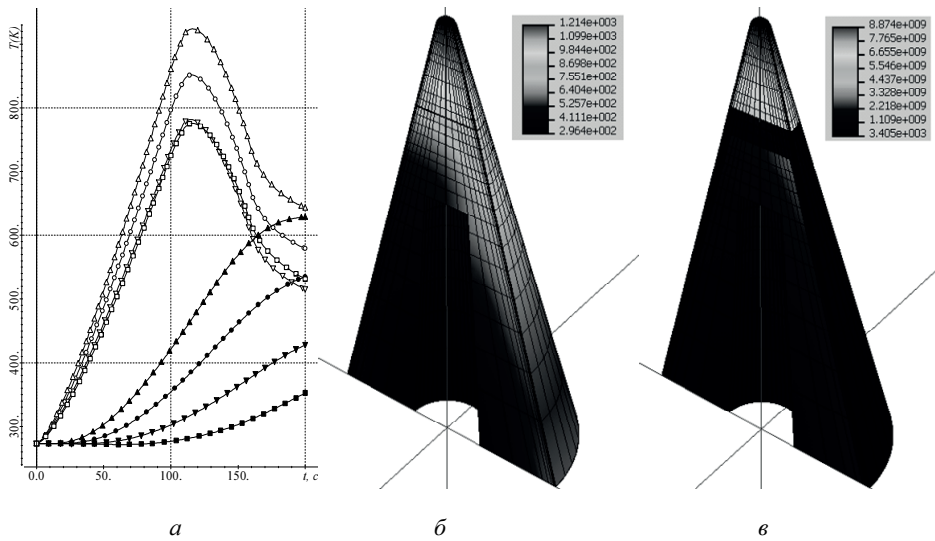 T(K)
800.
700.
600.
500.
400.
300.
0.0 50. 100. 150. t, c
1.214e+003
1.099e+003
9.844e+002
8.698e+002
7.551e+002
6.404e+002
5.257e+002
4.111e+002
2.964e+002
8.874e+009
7.765e+009
6.655e+009
5.546e+009
4.437e+009
3.328e+009
2.218e+009
1.109e+009
3.405e+003
а б в